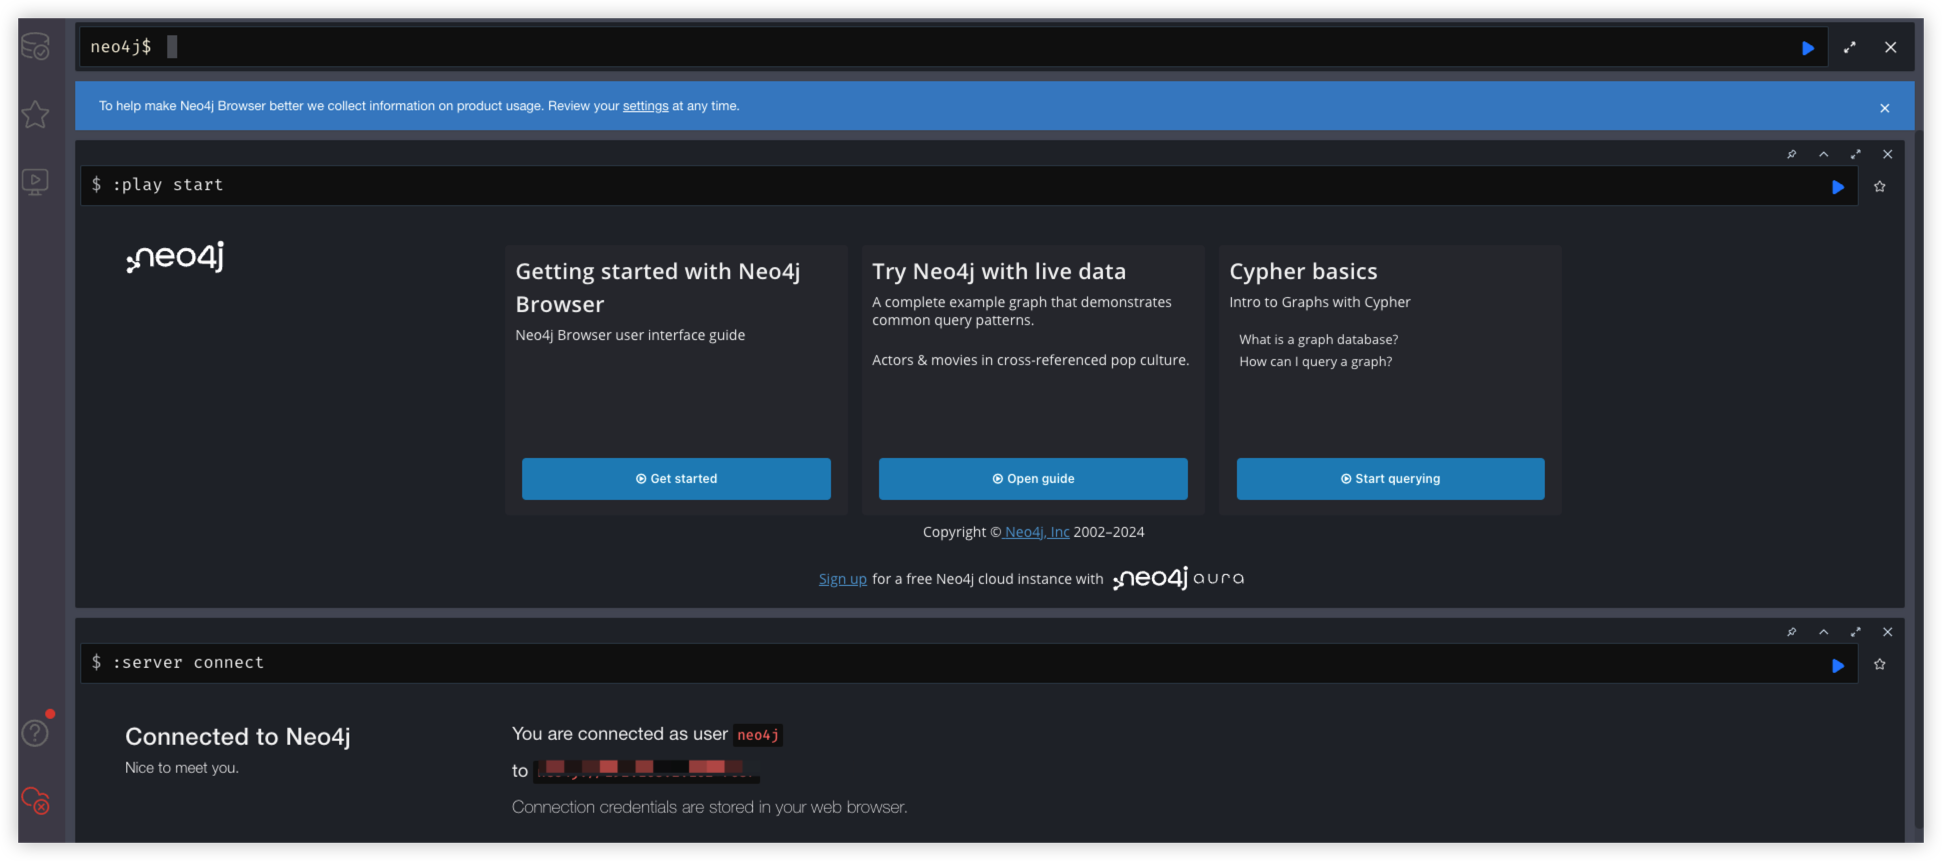 neo4j$
To help make Neo4j Browser better we collect information on product usage. Review your settings at any time.
$ :play start
neo4j
Getting started with Neo4j
Browser
Neo4j Browser user interface guide
Get started
Try Neo4j with live data
A complete example graph that demonstrates
common query patterns.
Actors & movies in cross-referenced pop culture.
Open guide
Cypher basics
Intro to Graphs with Cypher
What is a graph database?
How can I query a graph?
Start querying
Copyright © Neo4j, Inc 2002–2024
Sign up for a free Neo4j cloud instance with neo4j aura
$ :server connect
Connected to Neo4j
Nice to meet you.
You are connected as user neo4j
to
Connection credentials are stored in your web browser.